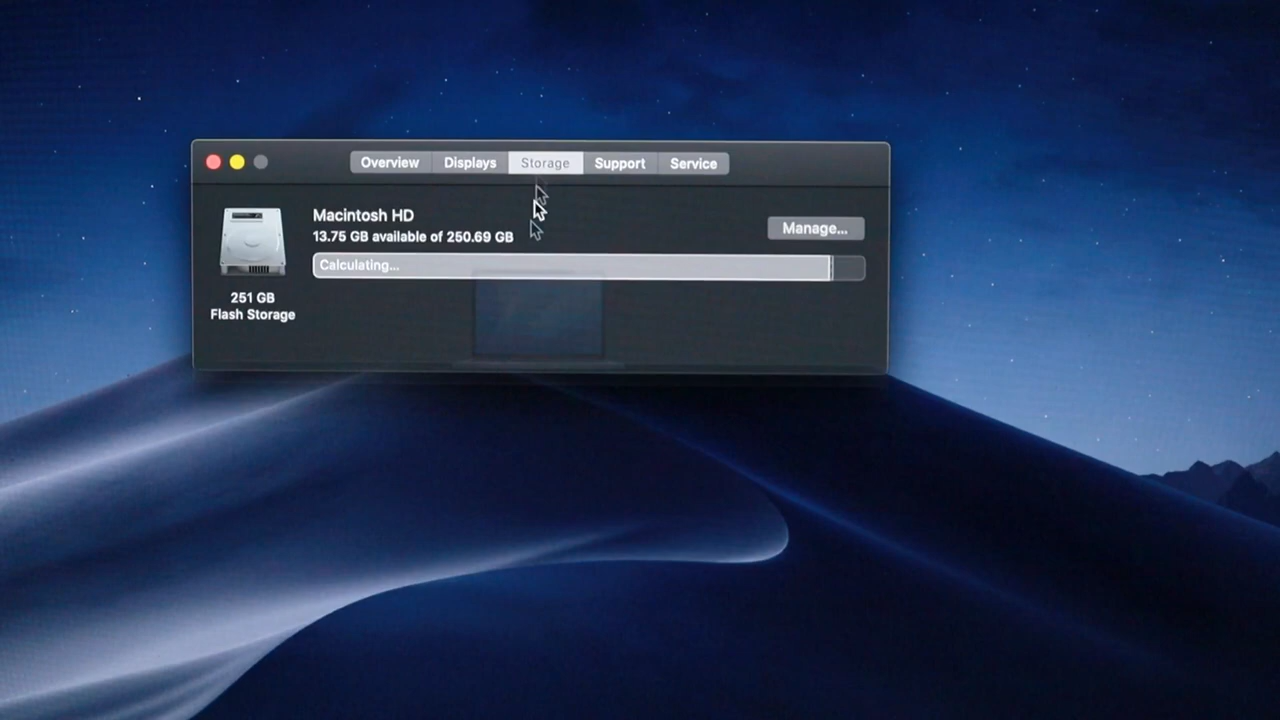 Overview Displays Storage Support Service
Macintosh HD
13.75 GB available of 250.69 GB
Manage...
Calculating...
251 GB
Flash Storage